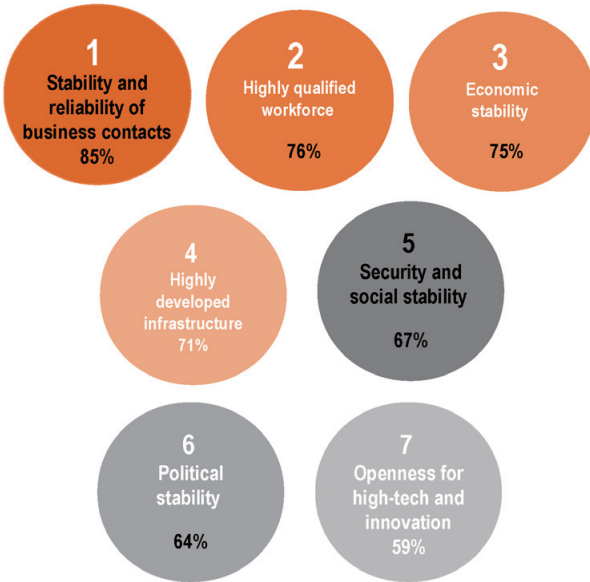 1
Stability and
reliability of
business contacts
85%
2
Highly qualified
workforce
76%
3
Economic
stability
75%
4
Highly
developed
infrastructure
71%
5
Security and
social stability
67%
6
Political
stability
64%
7
Openness for
high-tech and
innovation
59%